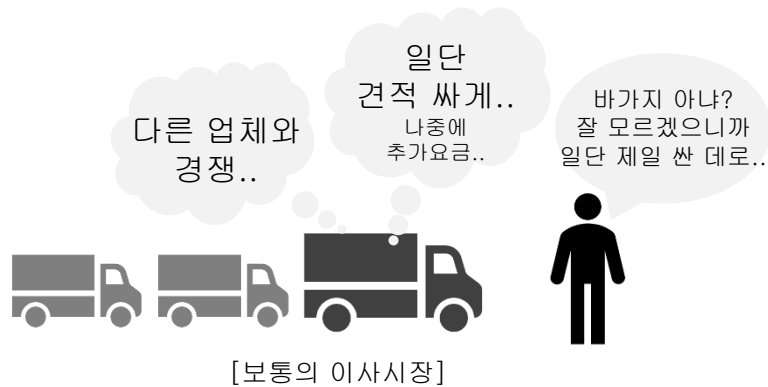 다른 업체와
경쟁..
일단
견적 싸게..
나중에
추가요금..
바가지 아냐?
잘 모르겠으니까
일단 제일 싼 데로..
[보통의 이사시장]